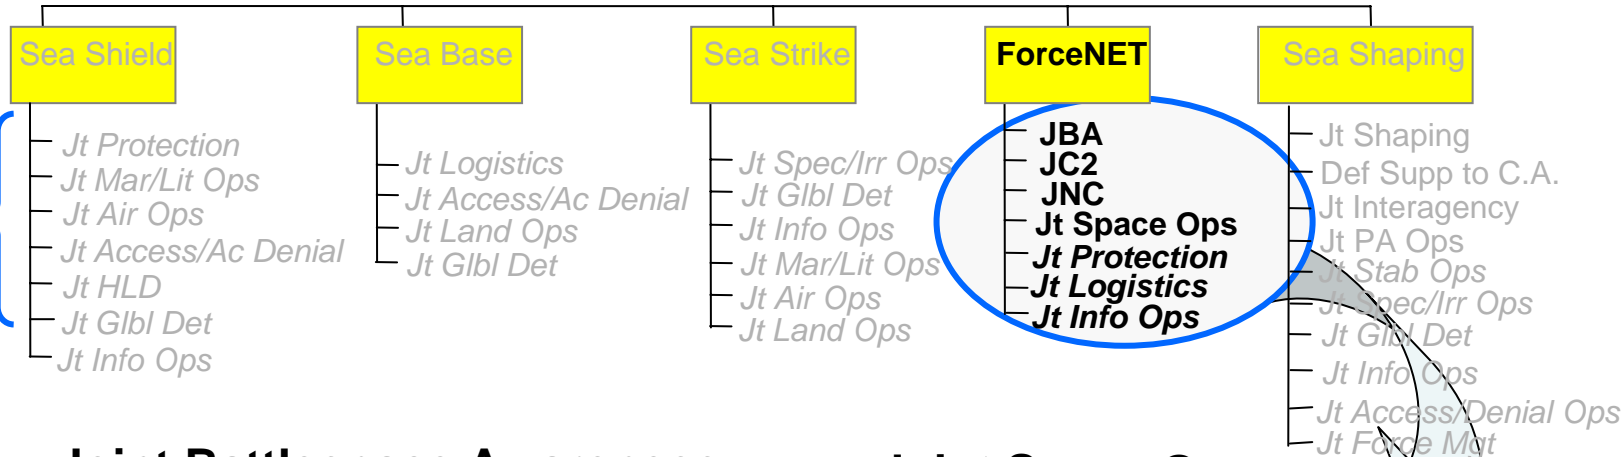 Sea Shield
Jt Protection
Jt Mar/Lit Ops
Jt Air Ops
Jt Access/Ac Denial
Jt HLD
Jt Glbl Det
Jt Info Ops
Sea Base
Jt Logistics
Jt Access/Ac Denial
Jt Land Ops
Jt Glbl Det
Sea Strike
Jt Spec/Irr Ops
Jt Glbl Det
Jt Info Ops
Jt Mar/Lit Ops
Jt Air Ops
Jt Land Ops
ForceNET
JBA
JC2
JNC
Jt Space Ops
Jt Protection
Jt Logistics
Jt Info Ops
Sea Shaping
Jt Shaping
Def Supp to C.A.
Jt Interagency
Jt PA Ops
Jt Stab Ops
Jt Spec/Irr Ops
Jt Glbl Det
Jt Info Ops
Jt Access/Denial Ops
Jt Force Mgt